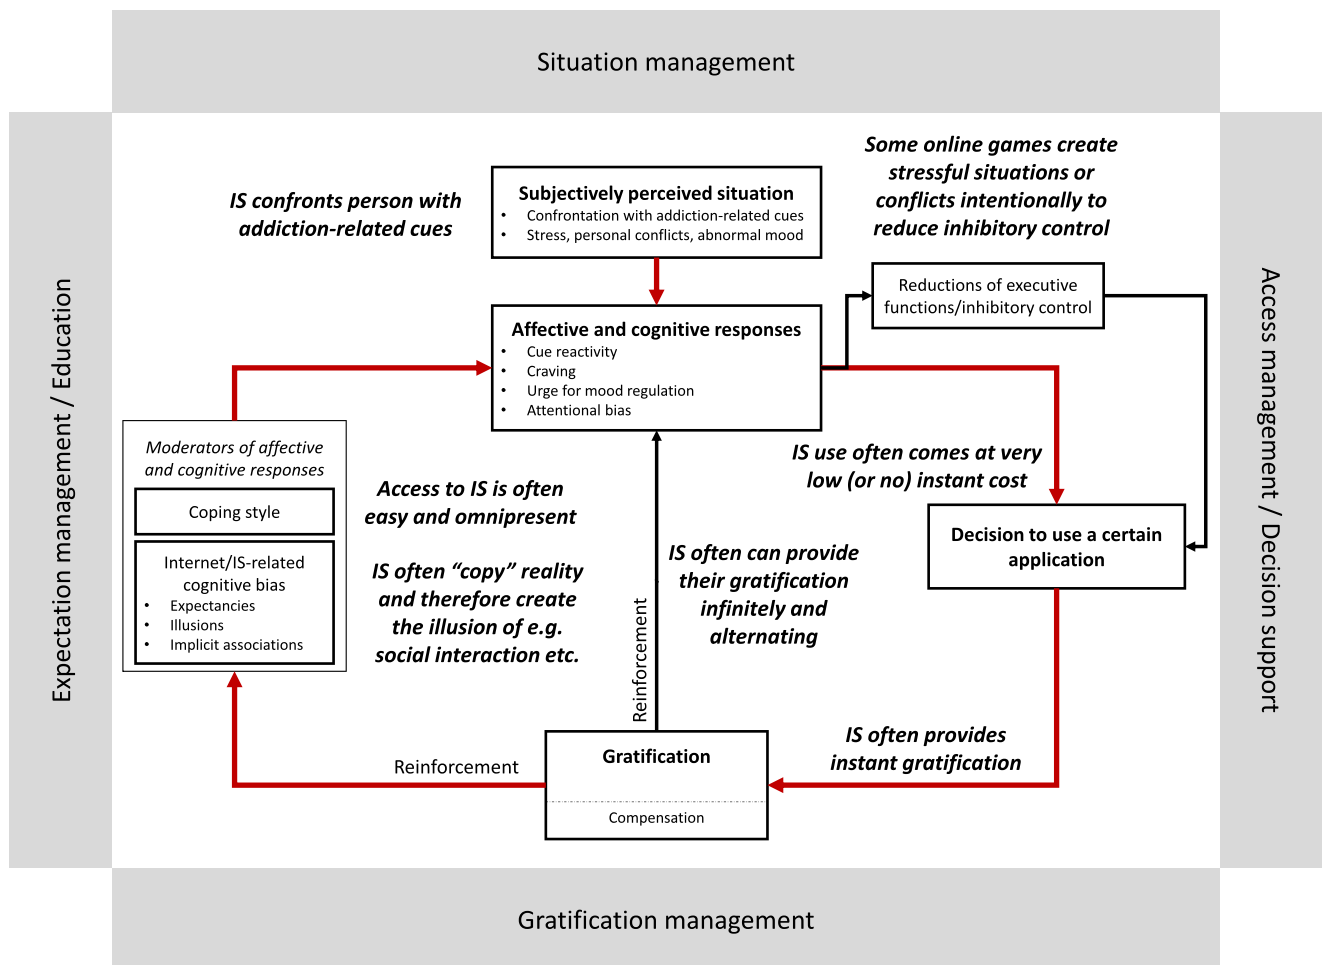 Situation management
Some online games create
stressful situations or
conflicts intentionally to
reduce inhibitory control
IS confronts person with
addiction-related cues
Subjectively perceived situation
• Confrontation with addiction-related cues
• Stress, personal conflicts, abnormal mood
Reductions of executive
functions/inhibitory control
Affective and cognitive responses
• Cue reactivity
• Craving
• Urge for mood regulation
• Attentional bias
Expectation management / Education
Access management / Decision support
Moderators of affective
and cognitive responses
Coping style
Internet/IS-related
cognitive bias
• Expectancies
• Illusions
• Implicit associations
Access to IS is often
easy and omnipresent
IS often “copy” reality
and therefore create
the illusion of e.g.
social interaction etc.
IS use often comes at very
low (or no) instant cost
Decision to use a certain
application
IS often can provide
their gratification
infinitely and
alternating
Reinforcement
IS often provides
instant gratification
Reinforcement
Gratification
Compensation
Gratification management